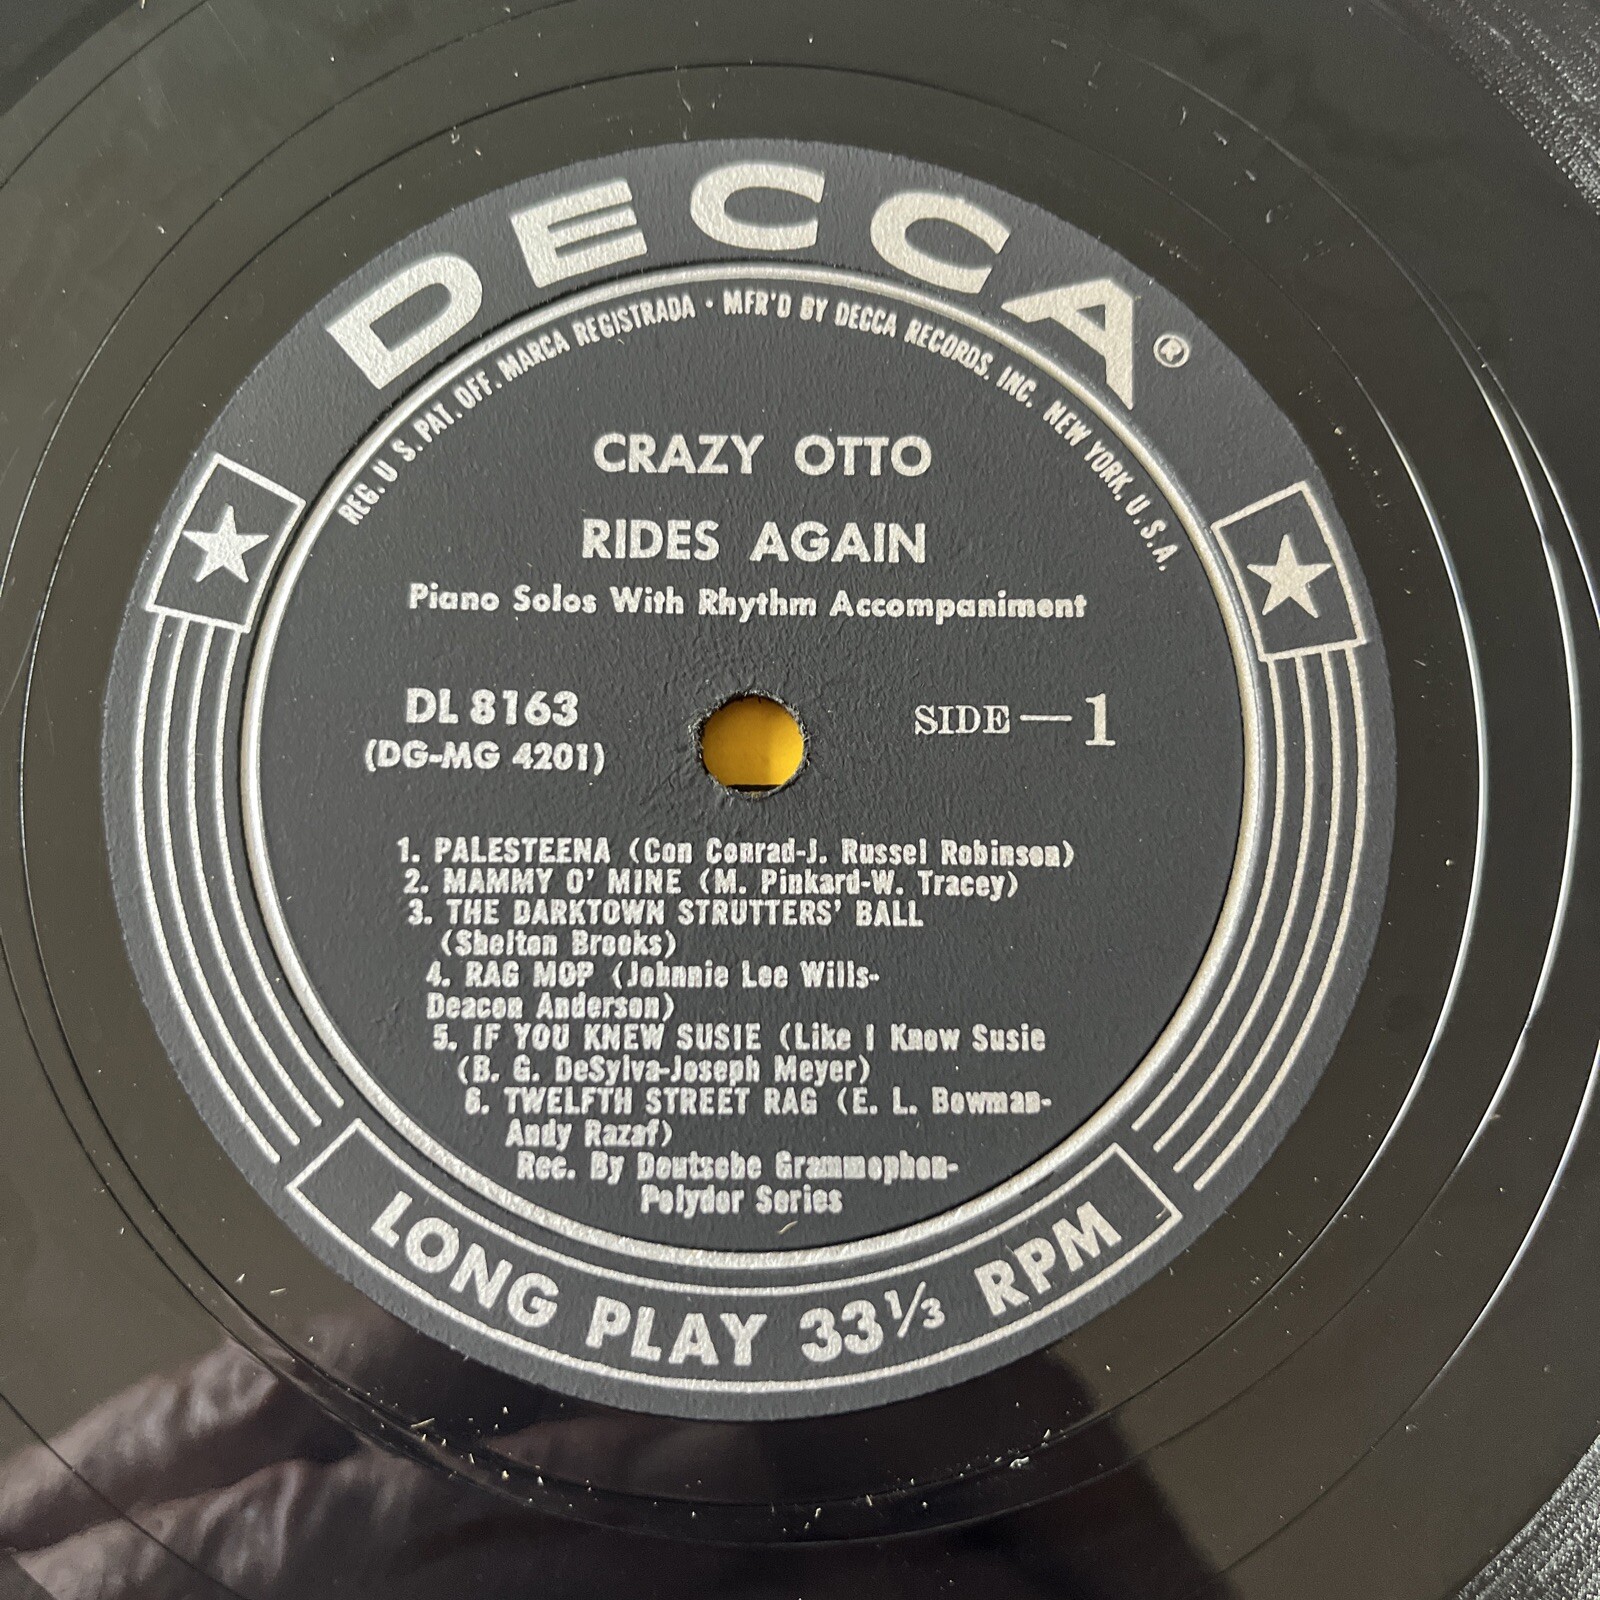 DECCA®
REG. U S. PAT. OFF. MARCA REGISTRADA • MFR'D BY DECCA RECORDS, INC. NEW YORK, U.S.A.
CRAZY OTTO
RIDES AGAIN
Piano Solos With Rhythm Accompaniment
DL 8163
SIDE—1
(DG-MG 4201)
1. PALESTEENA (Con Conrad-J. Russel Robinson)
2. MAMMY O' MINE (M. Pinkard-W. Tracey)
3. THE DARKTOWN STRUTTERS' BALL
(Shelton Brooks)
4. RAG MOP (Johnnie Lee Wills-
Deacon Anderson)
5. IF YOU KNEW SUSIE (Like I Know Susie
(B. G. DeSylva-Joseph Meyer)
6. TWELFTH STREET RAG (E. L. Bowman-
Andy Razaf)
Rec. By Deutsche Grammophon-
Polydor Series
LONG PLAY 33⅓ RPM